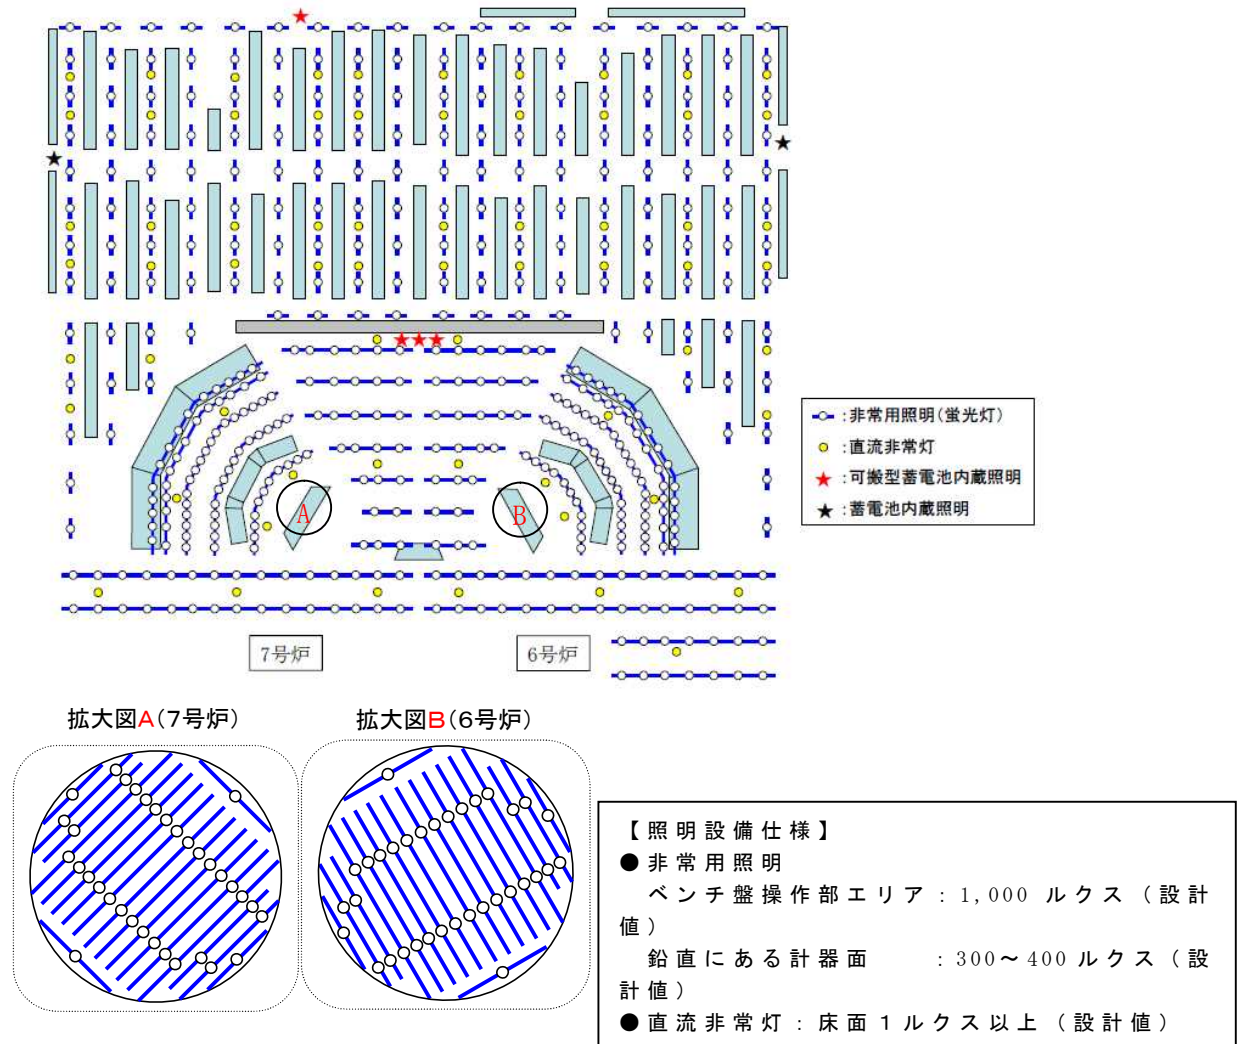 ：非常用照明（蛍光灯）
：直流非常灯
：可搬型蓄電池内蔵照明
：蓄電池内蔵照明
A
B
7号炉
6号炉
拡大図A（7号炉）
拡大図B（6号炉）
【照明設備仕様】
●非常用照明
ベンチ盤操作部エリア：1,000 ルクス（設計
値）
鉛直にある計器面　　：300～400 ルクス（設
計値）
●直流非常灯：床面１ルクス以上（設計値）